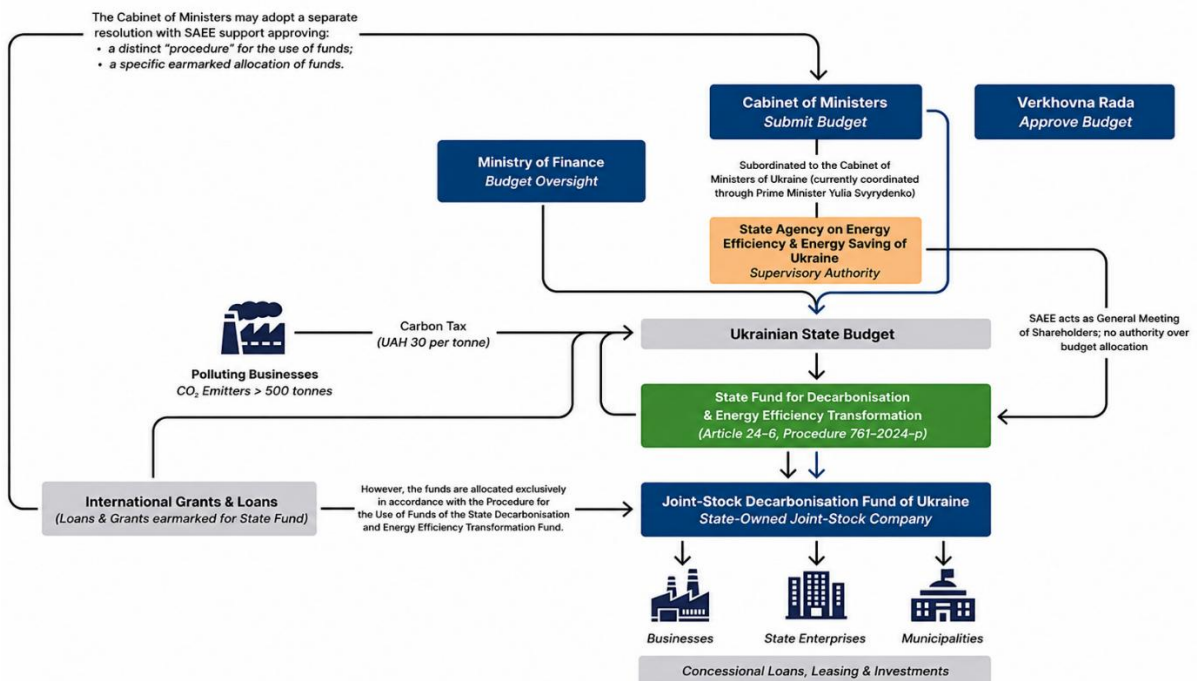 The Cabinet of Ministers may adopt a separate
resolution with SAEE support approving:
• a distinct “procedure” for the use of funds;
• a specific earmarked allocation of funds.
Cabinet of Ministers
Submit Budget
Verkhovna Rada
Approve Budget
Ministry of Finance
Budget Oversight
Subordinated to the Cabinet of
Ministers of Ukraine (currently coordinated
through Prime Minister Yulia Svyrydenko)
State Agency on Energy
Efficiency & Energy Saving of
Ukraine
Supervisory Authority
Carbon Tax
(UAH 30 per tonne)
Ukrainian State Budget
SAEE acts as General Meeting
of Shareholders; no authority over
budget allocation
Polluting Businesses
CO₂ Emitters > 500 tonnes
State Fund for Decarbonisation
& Energy Efficiency Transformation
(Article 24–6, Procedure 761–2024–p)
International Grants & Loans
(Loans & Grants earmarked for State Fund)
However, the funds are allocated exclusively
in accordance with the Procedure for
the Use of Funds of the State Decarbonisation
and Energy Efficiency Transformation Fund.
Joint-Stock Decarbonisation Fund of Ukraine
State-Owned Joint-Stock Company
Businesses
State Enterprises
Municipalities
Concessional Loans, Leasing & Investments